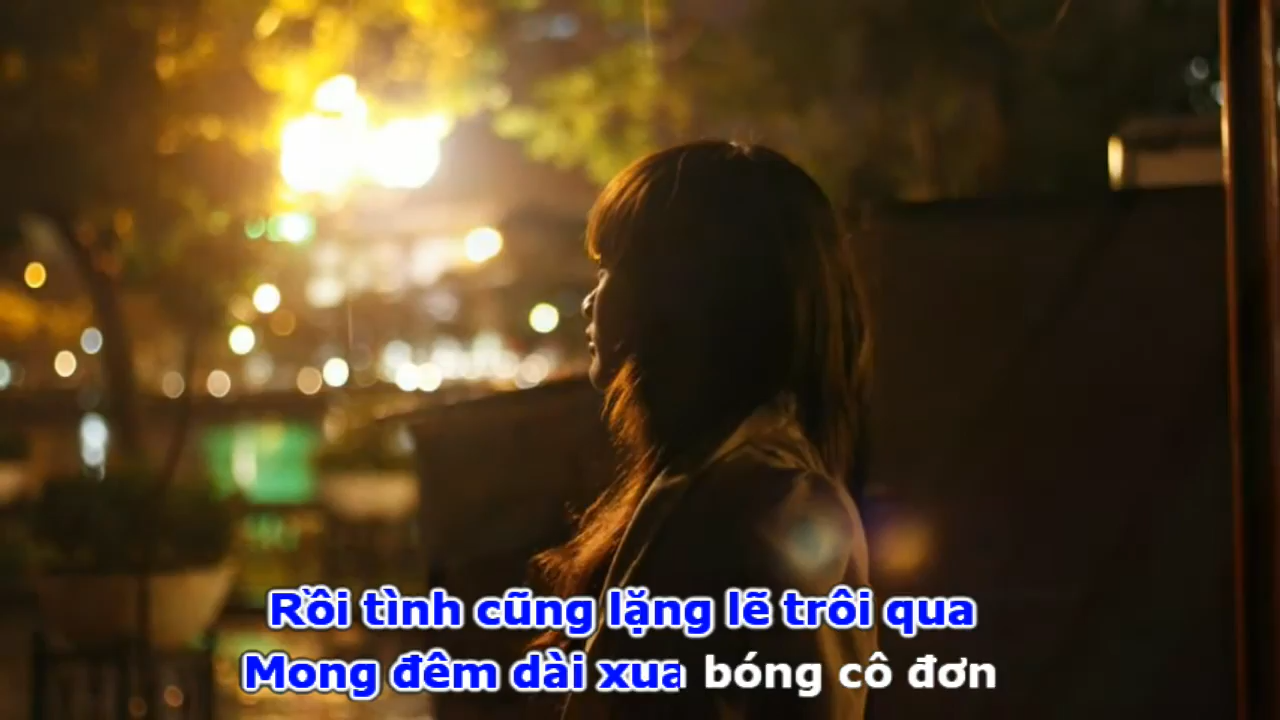 Rồi tình cũng lặng lẽ trôi qua
Mong đêm dài xua bóng cô đơn